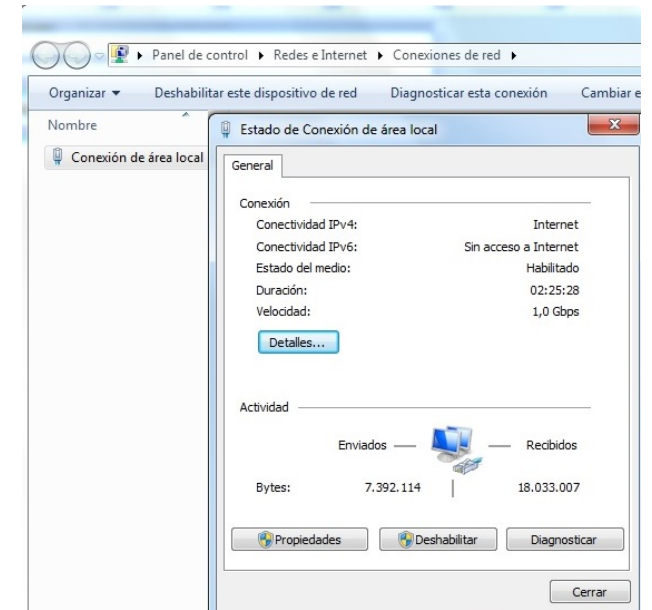 Panel de control ▸ Redes e Internet ▸ Conexiones de red ▸
Organizar Deshabilitar este dispositivo de red Diagnosticar esta conexión Cambiar e
Nombre
Conexión de área local
Estado de Conexión de área local
General
Conexión
Conectividad IPv4: Internet
Conectividad IPv6: Sin acceso a Internet
Estado del medio: Habilitado
Duración: 02:25:28
Velocidad: 1,0 Gbps
Detalles...
Actividad
Enviados Recibidos
Bytes: 7.392.114 18.033.007
Propiedades Deshabilitar Diagnosticar
Cerrar